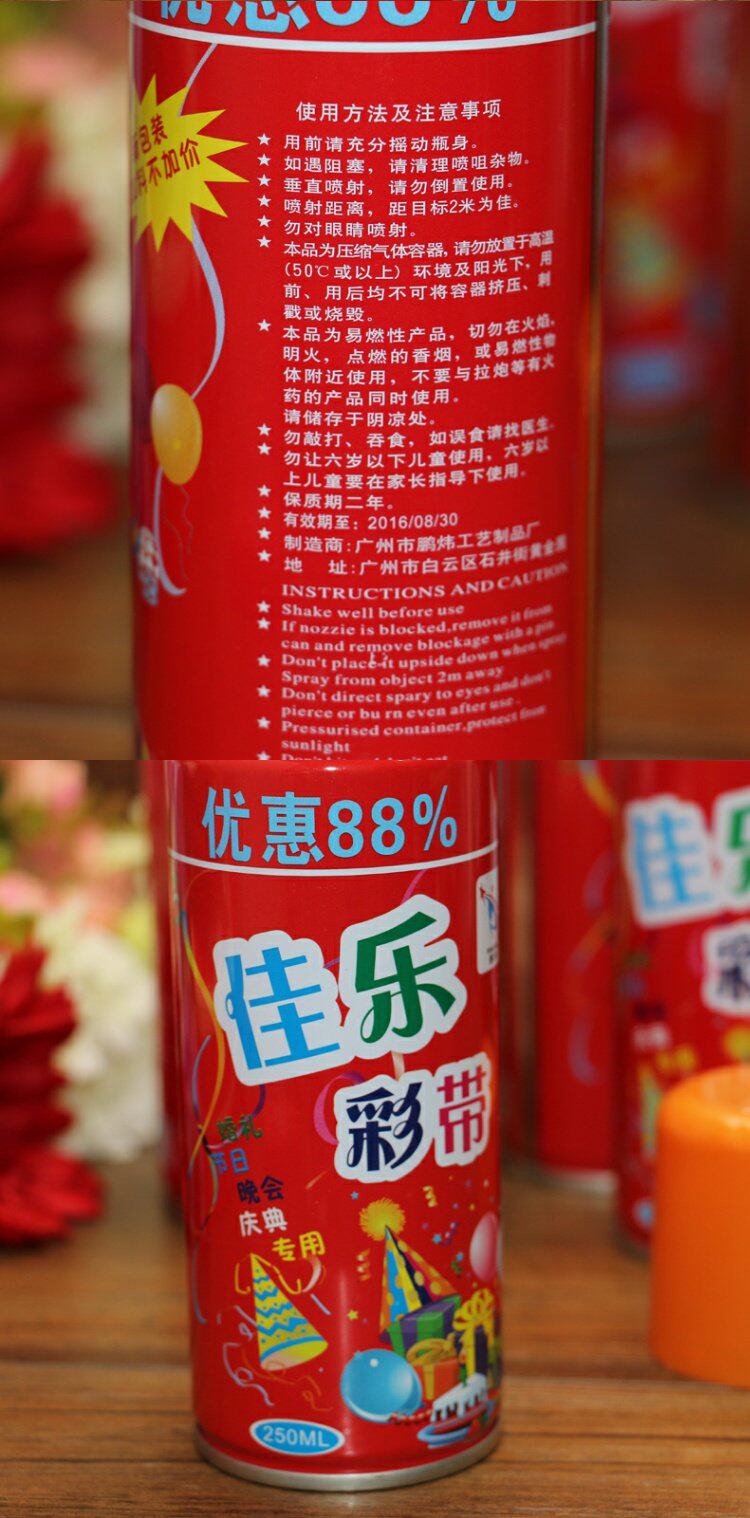 优惠88%
包装
料不加价
使用方法及注意事项
★ 用前请充分摇动瓶身。
★ 如遇阻塞，请清理喷咀杂物。
★ 垂直喷射，请勿倒置使用。
★ 喷射距离，距目标2米为佳。
★ 勿对眼睛喷射。
★ 本品为压缩气体容器，请勿放置于高温
(50℃或以上）环境及阳光下，用
前、用后均不可将容器挤压、刺
戳或烧毁。
★ 本品为易燃性产品，切勿在火焰，
明火，点燃的香烟，或易燃性物
体附近使用，不要与拉炮等有火
药的产品同时使用。
请储存于阴凉处。
★ 勿敲打、吞食，如误食请找医生。
★ 勿让六岁以下儿童使用，六岁以
上儿童要在家长指导下使用。
★ 保质期二年。
★ 有效期至：2016/08/30
★ 制造商：广州市鹏炜工艺制品厂
★ 地 址：广州市白云区石井街黄金
INSTRUCTIONS AND CAUTION
★ Shake well before use
★ If nozzie is blocked,remove it from
can and remove blockage with a pin
★ Don't place it upside down when spray
Spray from object 2m away
★ Don't direct spary to eyes and don't
pierce or bu rn even after use .
★ Pressurised container,protect from
sunlight
优惠88%
佳乐
彩带
婚礼
节日
晚会
庆典
专用
250ML
佳乐
彩